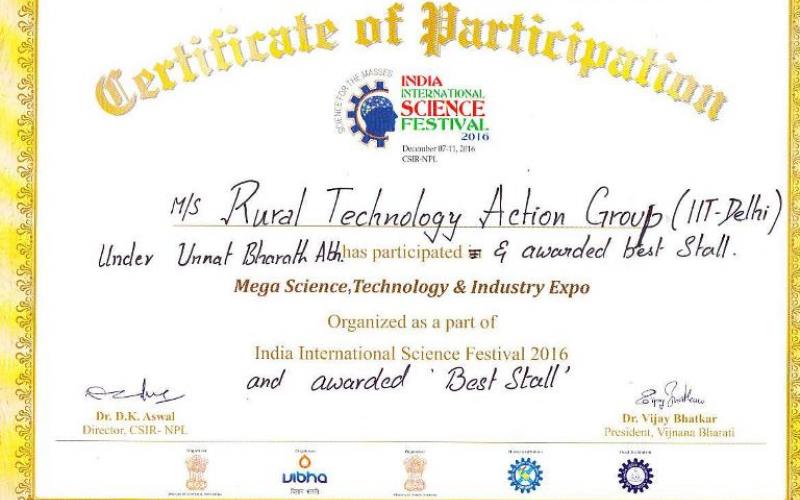 Certificate of Participation
SCIENCE FOR THE MASSES
INDIA
INTERNATIONAL
SCIENCE
FESTIVAL
2016
December 07-11, 2016
CSIR-NPL
M/S Rural Technology Action Group (IIT-Delhi)
Under Unnat Bharath Abh. has participated & awarded best Stall.
Mega Science,Technology & Industry Expo
Organized as a part of
India International Science Festival 2016
and awarded 'Best Stall'
Dr. D.K. Aswal
Director, CSIR- NPL
Dr. Vijay Bhatkar
President, Vijnana Bharati
vibha